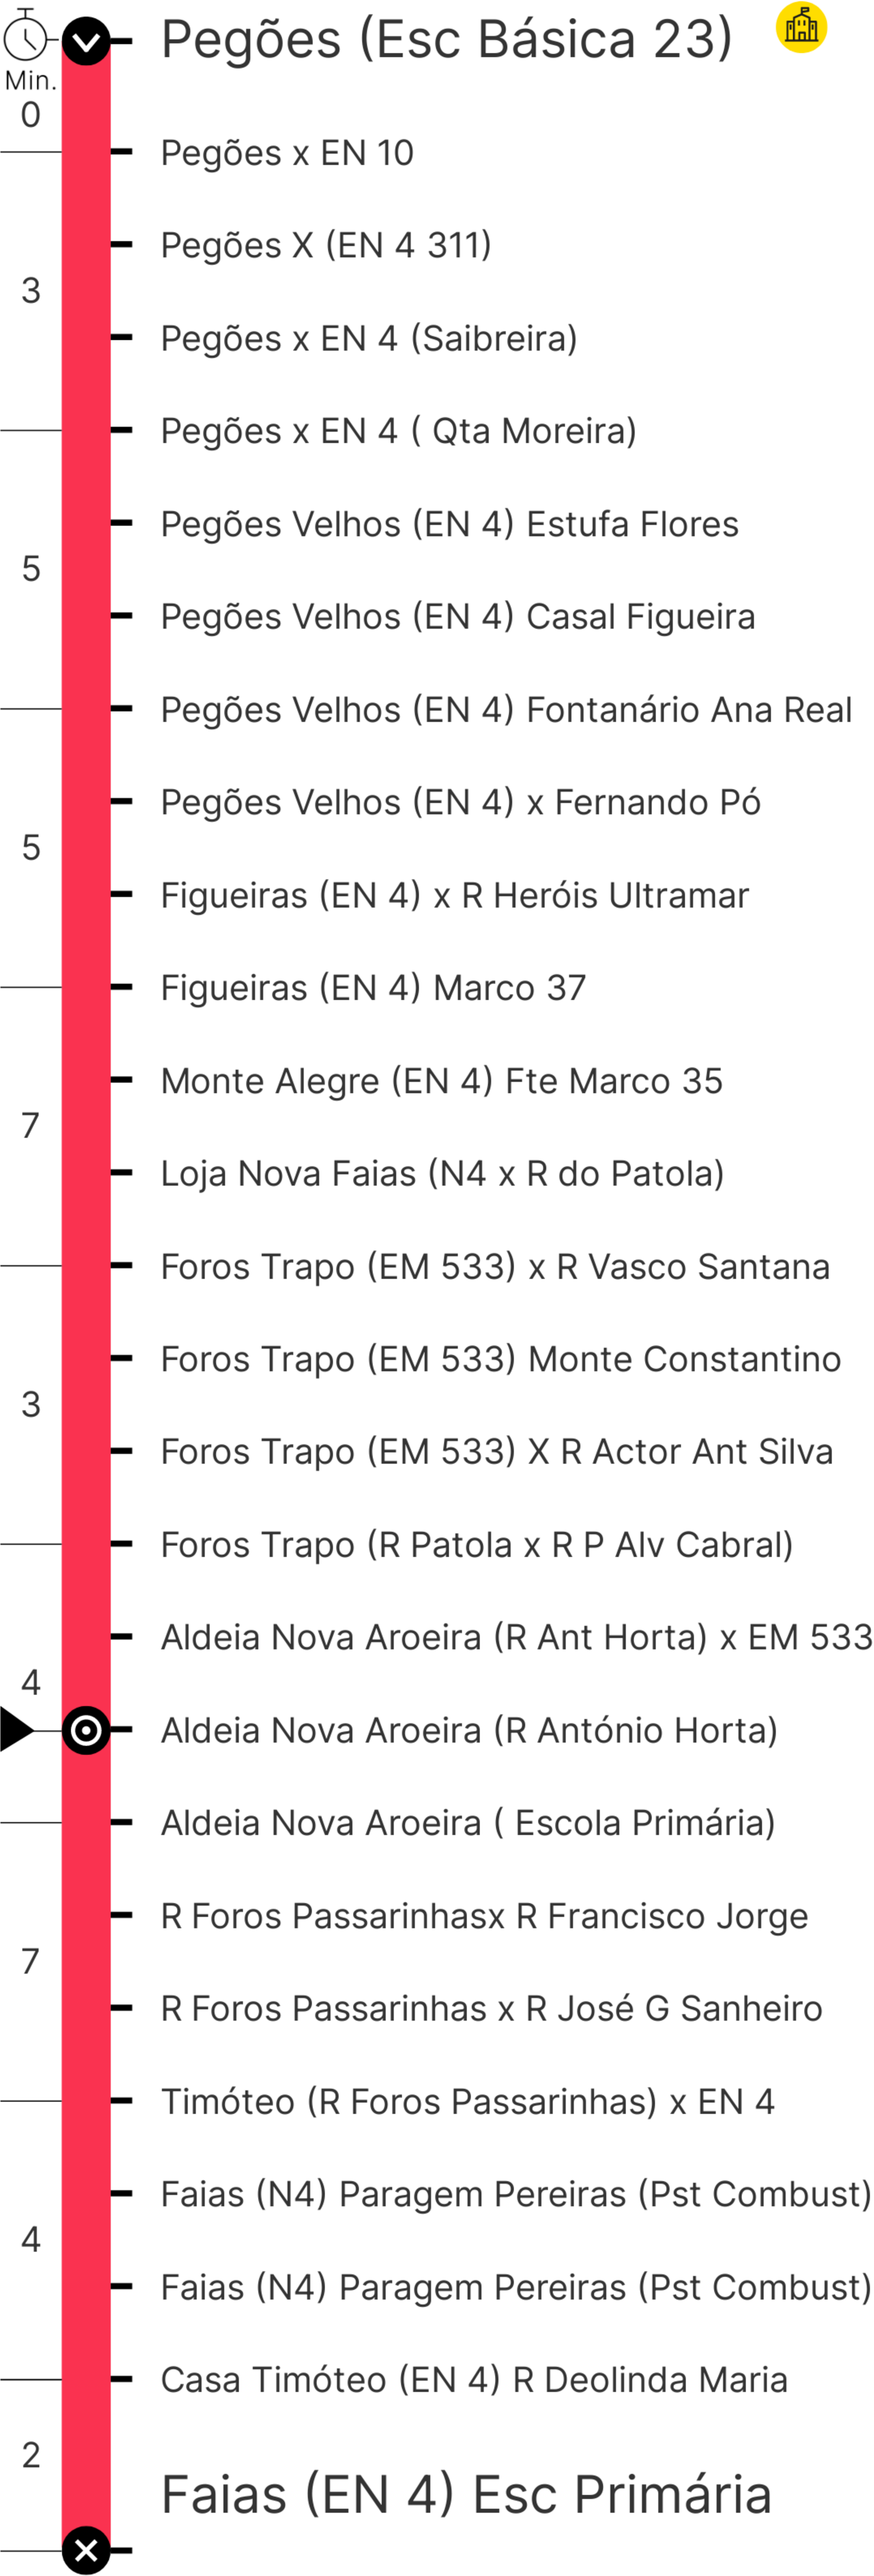 Pegões (Esc Básica 23)
Min.
0
Pegões x EN 10
Pegões X (EN 4 311)
3
Pegões x EN 4 (Saibreira)
Pegões x EN 4 ( Qta Moreira)
Pegões Velhos (EN 4) Estufa Flores
5
Pegões Velhos (EN 4) Casal Figueira
Pegões Velhos (EN 4) Fontanário Ana Real
Pegões Velhos (EN 4) x Fernando Pó
5
Figueiras (EN 4) x R Heróis Ultramar
Figueiras (EN 4) Marco 37
Monte Alegre (EN 4) Fte Marco 35
7
Loja Nova Faias (N4 x R do Patola)
Foros Trapo (EM 533) x R Vasco Santana
Foros Trapo (EM 533) Monte Constantino
3
Foros Trapo (EM 533) X R Actor Ant Silva
Foros Trapo (R Patola x R P Alv Cabral)
Aldeia Nova Aroeira (R Ant Horta) x EM 533
4
Aldeia Nova Aroeira (R António Horta)
Aldeia Nova Aroeira ( Escola Primária)
R Foros Passarinhasx R Francisco Jorge
7
R Foros Passarinhas x R José G Sanheiro
Timóteo (R Foros Passarinhas) x EN 4
Faias (N4) Paragem Pereiras (Pst Combust)
4
Faias (N4) Paragem Pereiras (Pst Combust)
Casa Timóteo (EN 4) R Deolinda Maria
2
Faias (EN 4) Esc Primária